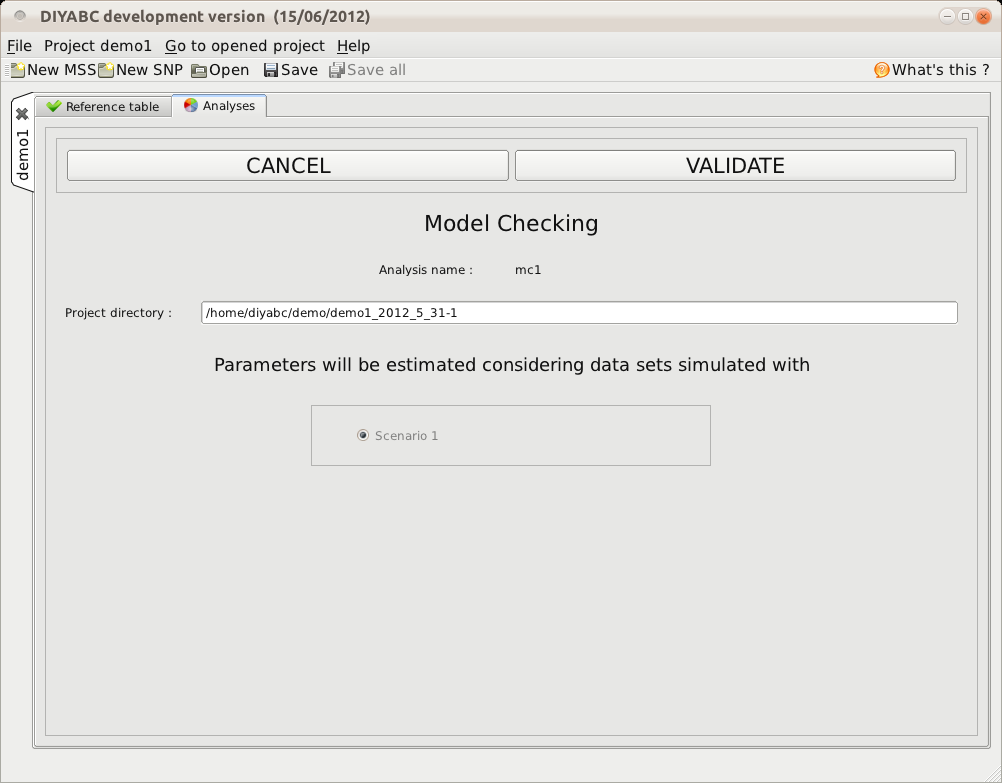 DIYABC development version (15/06/2012)
File Project demo1 Go to opened project Help
New MSS New SNP Open Save Save all What's this ?
demo1
Reference table Analyses
CANCEL VALIDATE
Model Checking
Analysis name : mc1
Project directory : /home/diyabc/demo/demo1_2012_5_31-1
Parameters will be estimated considering data sets simulated with
Scenario 1